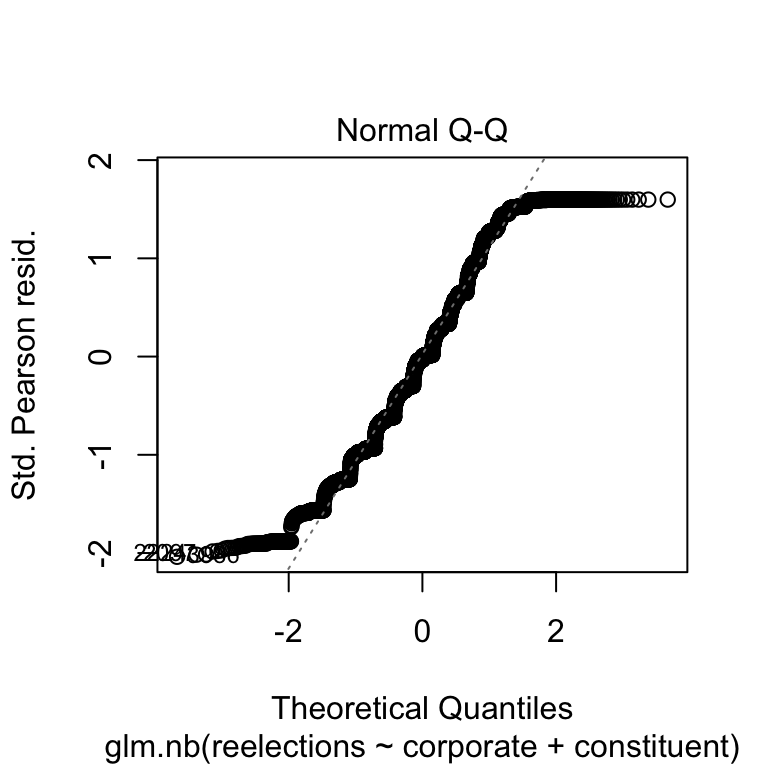 Normal Q-Q
2
1
0
-1
-2
Std. Pearson resid.
-2 0 2
Theoretical Quantiles
glm.nb(reelections ~ corporate + constituent)